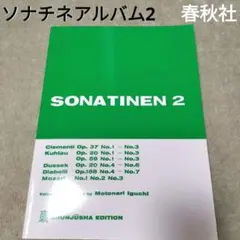 ソナチネアルバム2 春秋社
SONATINEN 2
Clementi Op. 37 No.1 – No.3
Kuhlau Op. 20 No.1 – No.3
Op. 59 No.1 – No.3
Dussek Op. 20 No.4 – No.6
Diabelli Op. 168 No.4 – No.7
Mozart No.1 No.2 No.3
Motonari Iguchi
SHUNJUSHA EDITION